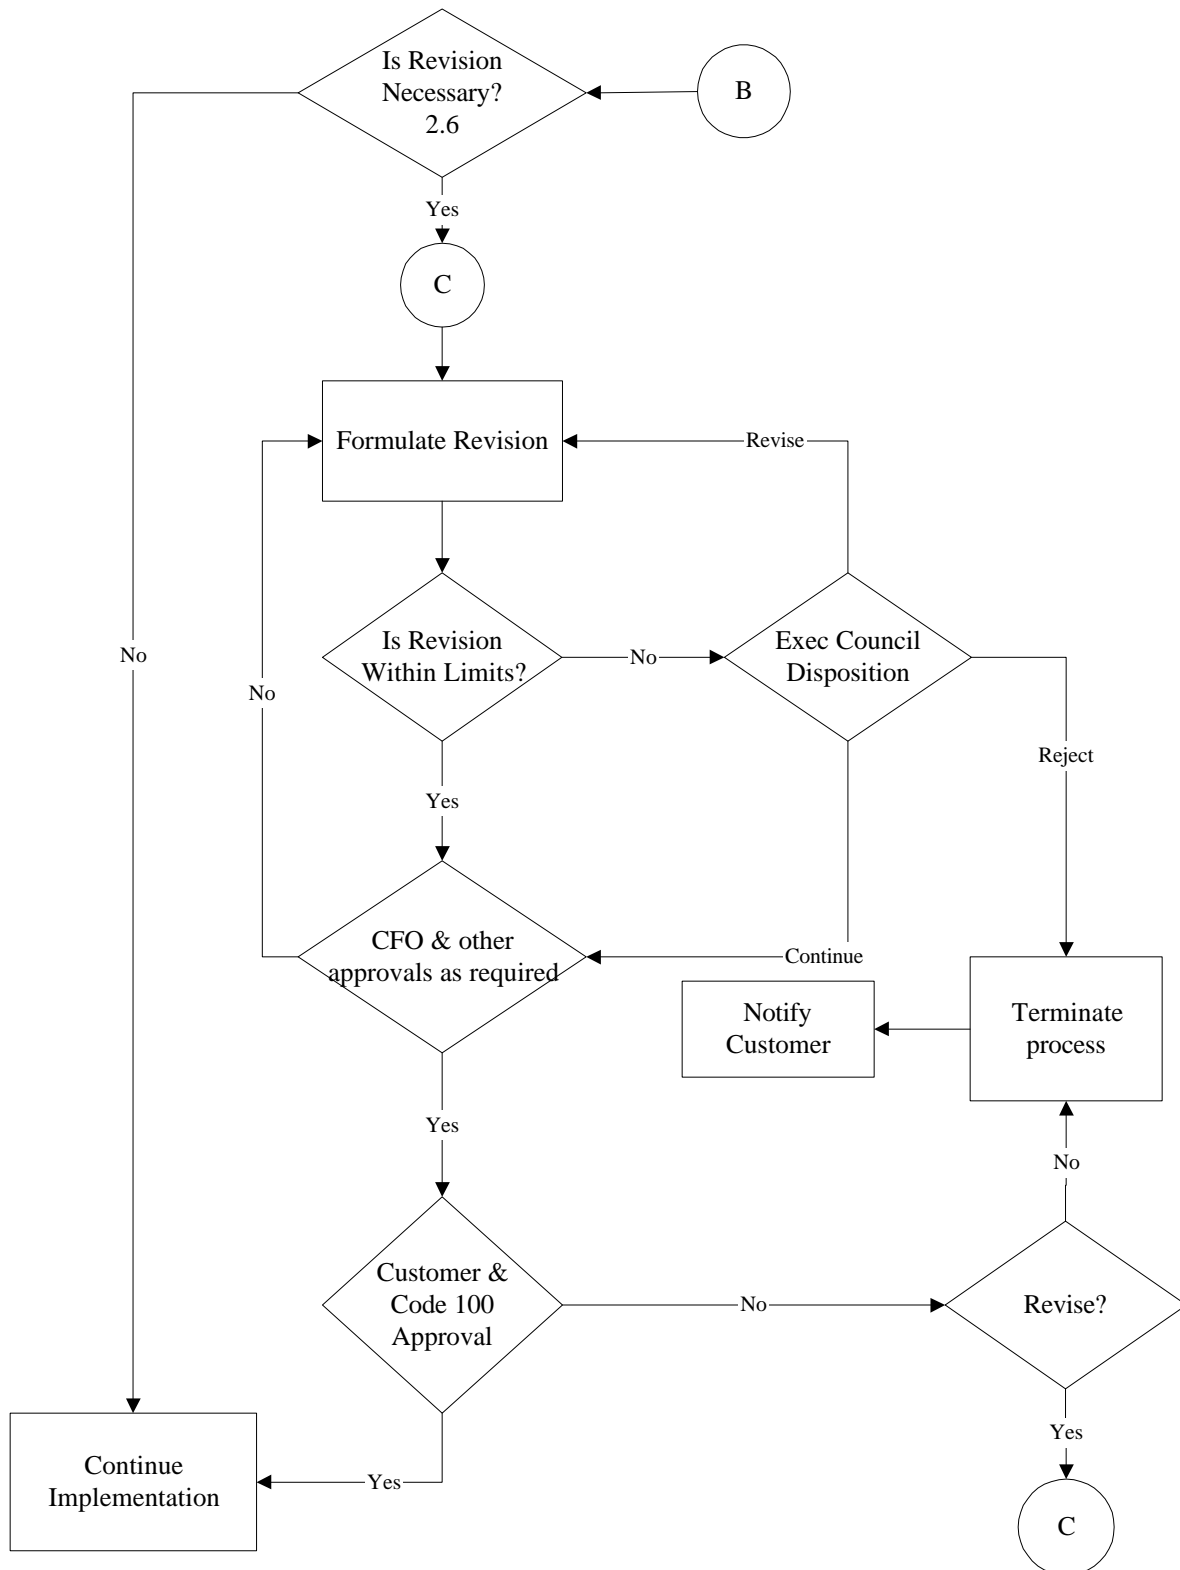 Is Revision
Necessary?
2.6
B
Yes
C
Formulate Revision
Revise
Is Revision
Within Limits?
No
Exec Council
Disposition
No
No
Reject
Yes
CFO & other
approvals as required
Continue
Notify
Customer
Terminate
process
Yes
No
Customer &
Code 100
Approval
No
Revise?
Yes
Continue
Implementation
Yes
C